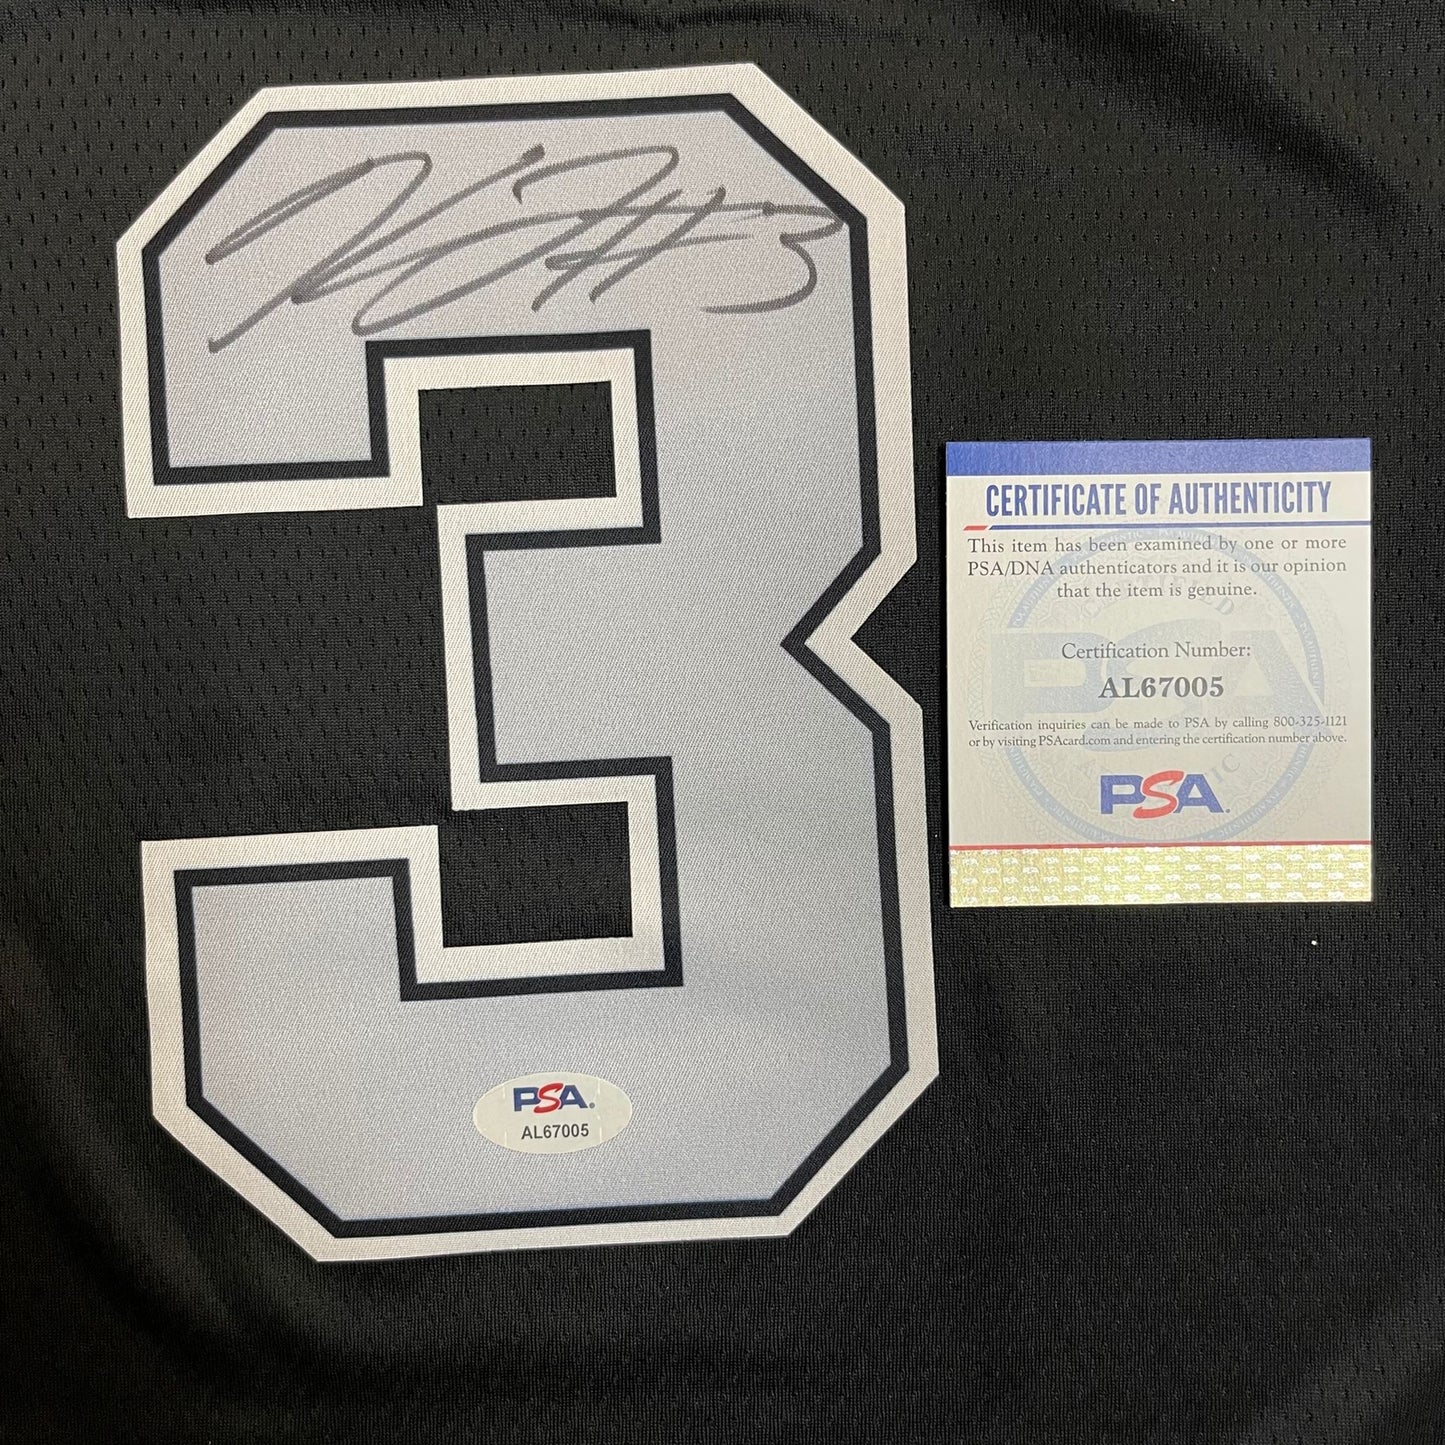 3
#3
CERTIFICATE OF AUTHENTICITY
This item has been examined by one or more
PSA/DNA authenticators and it is our opinion
that the item is genuine.
Certification Number:
AL67005
Verification inquiries can be made to PSA by calling 800-325-1121
or by visiting PSAcard.com and entering the certification number above.
PSA.
PSA.
AL67005